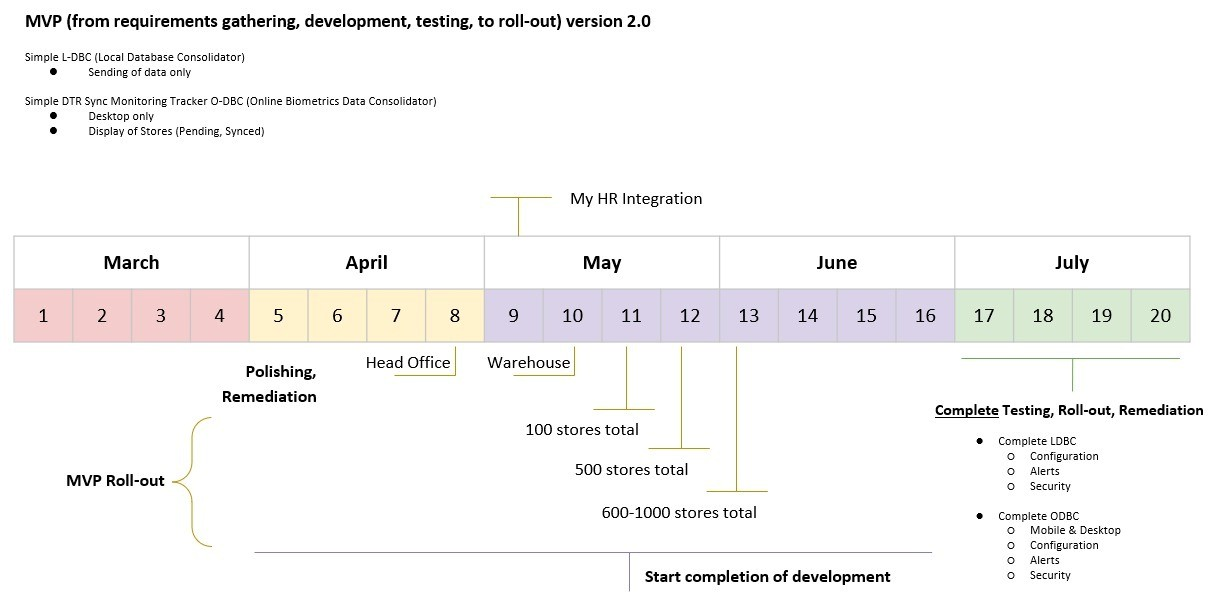 MVP (from requirements gathering, development, testing, to roll-out) version 2.0
Simple L-DBC (Local Database Consolidator)
● Sending of data only
Simple DTR Sync Monitoring Tracker O-DBC (Online Biometrics Data Consolidator)
● Desktop only
● Display of Stores (Pending, Synced)
My HR Integration
March April May June July
1 2 3 4 5 6 7 8 9 10 11 12 13 14 15 16 17 18 19 20
Head Office Warehouse
Polishing,
Remediation
100 stores total
500 stores total
600-1000 stores total
MVP Roll-out
Start completion of development
Complete Testing, Roll-out, Remediation
● Complete LDBC
o Configuration
o Alerts
o Security
● Complete ODBC
o Mobile & Desktop
o Configuration
o Alerts
o Security